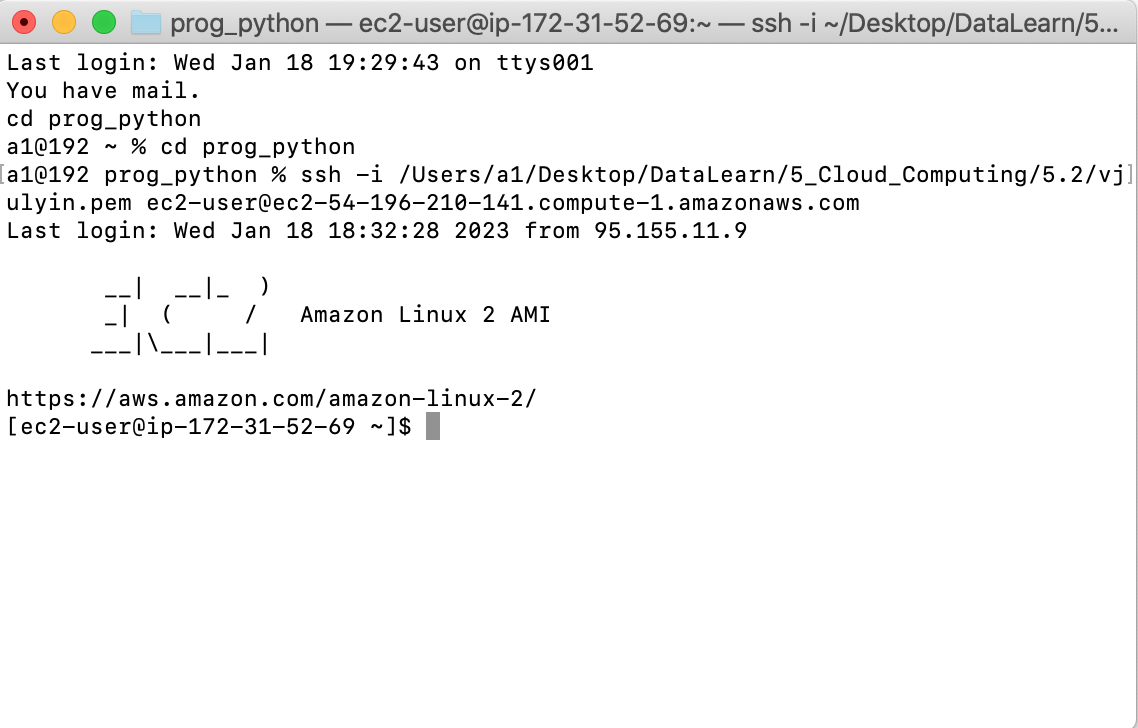 prog_python — ec2-user@ip-172-31-52-69:~ — ssh -i ~/Desktop/DataLearn/5...
Last login: Wed Jan 18 19:29:43 on ttys001
You have mail.
cd prog_python
a1@192 ~ % cd prog_python
[a1@192 prog_python % ssh -i /Users/a1/Desktop/DataLearn/5_Cloud_Computing/5.2/vj]
ulyin.pem ec2-user@ec2-54-196-210-141.compute-1.amazonaws.com
Last login: Wed Jan 18 18:32:28 2023 from 95.155.11.9

       __|  __|_  )
       _|  (     /   Amazon Linux 2 AMI
      ___|\___|___|

https://aws.amazon.com/amazon-linux-2/
[ec2-user@ip-172-31-52-69 ~]$